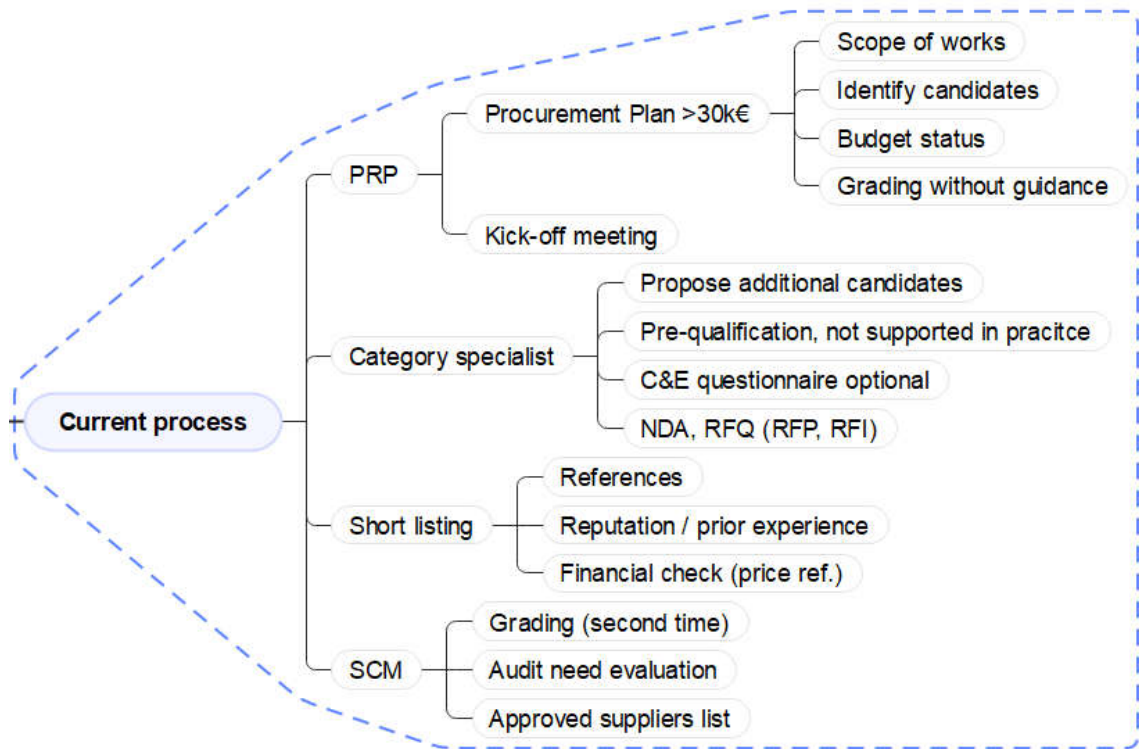 Current process
PRP
Procurement Plan >30k€
Scope of works
Identify candidates
Budget status
Grading without guidance
Kick-off meeting
Category specialist
Propose additional candidates
Pre-qualification, not supported in pracitce
C&E questionnaire optional
NDA, RFQ (RFP, RFI)
Short listing
References
Reputation / prior experience
Financial check (price ref.)
SCM
Grading (second time)
Audit need evaluation
Approved suppliers list